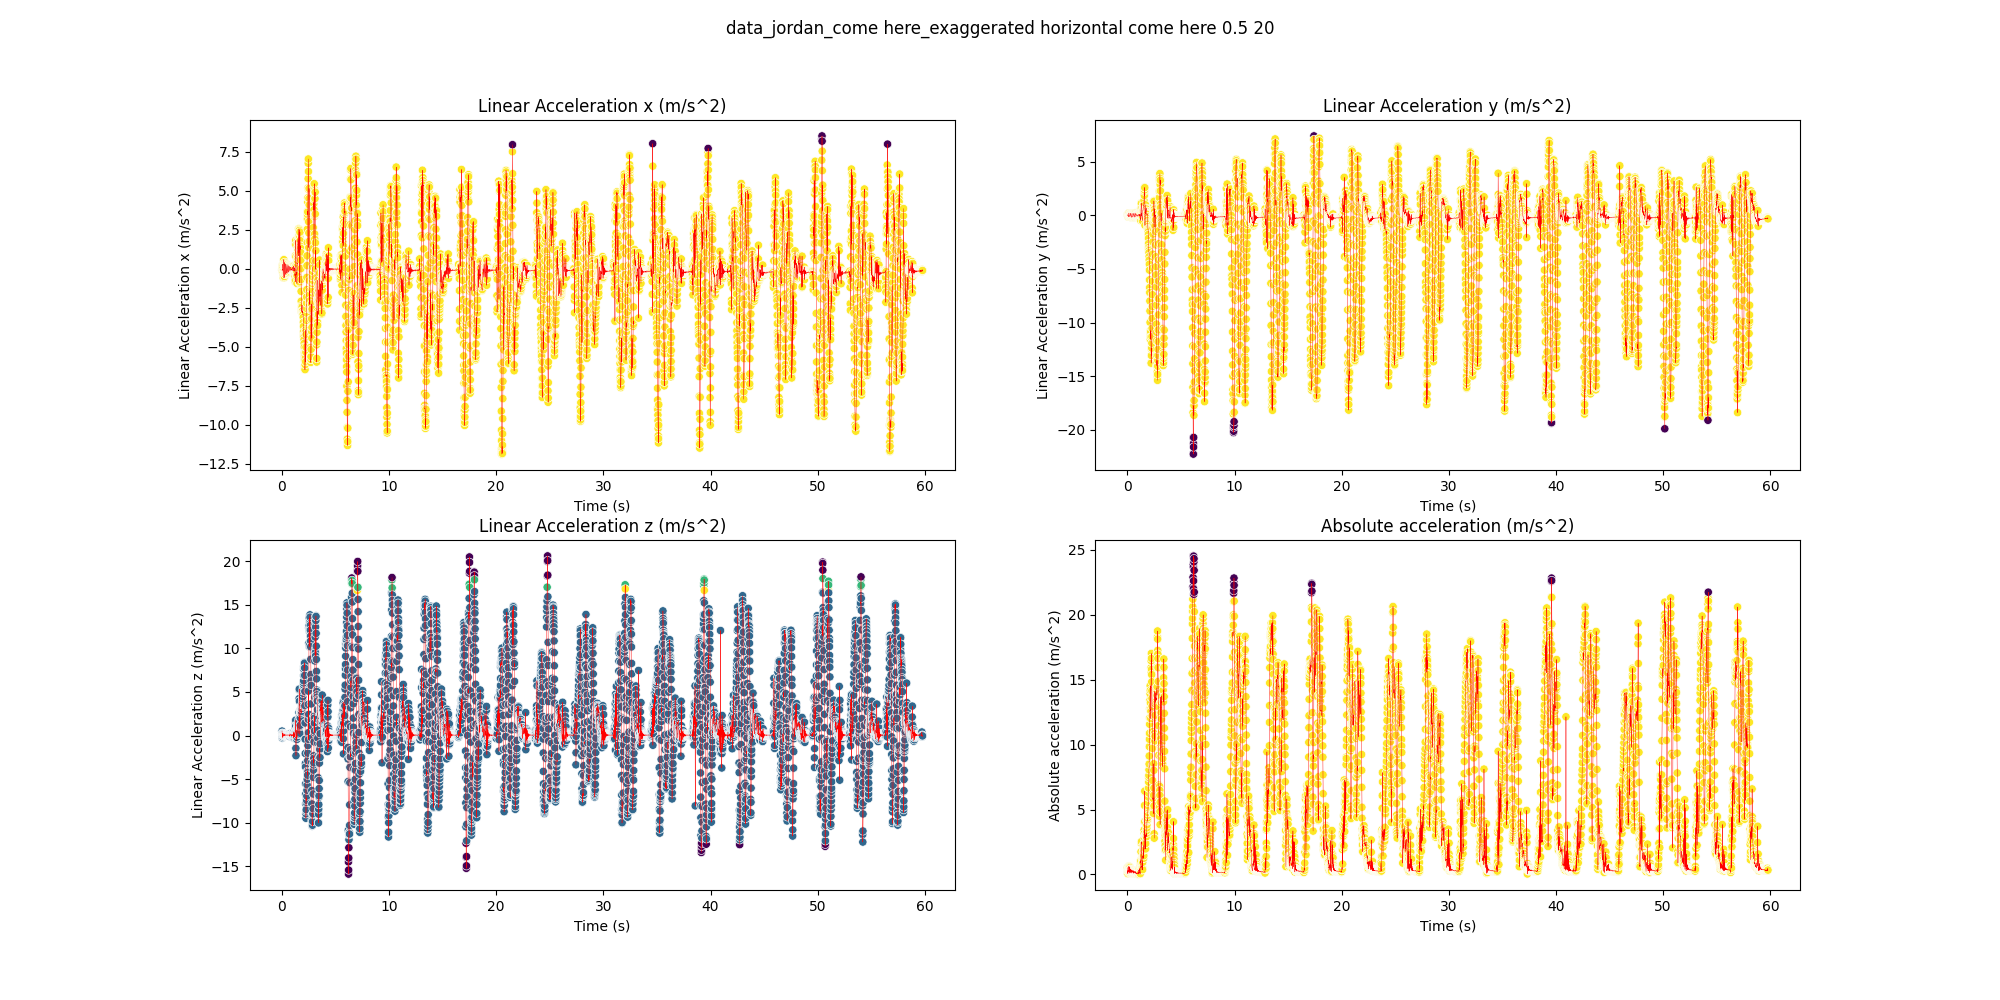 data_jordan_come here_exaggerated horizontal come here 0.5 20
Linear Acceleration x (m/s^2)
Linear Acceleration x (m/s^2)
7.5
5.0
2.5
0.0
−2.5
−5.0
−7.5
−10.0
−12.5
0 10 20 30 40 50 60
Time (s)
Linear Acceleration y (m/s^2)
Linear Acceleration y (m/s^2)
5
0
−5
−10
−15
−20
0 10 20 30 40 50 60
Time (s)
Linear Acceleration z (m/s^2)
Linear Acceleration z (m/s^2)
20
15
10
5
0
−5
−10
−15
0 10 20 30 40 50 60
Time (s)
Absolute acceleration (m/s^2)
Absolute acceleration (m/s^2)
25
20
15
10
5
0
0 10 20 30 40 50 60
Time (s)